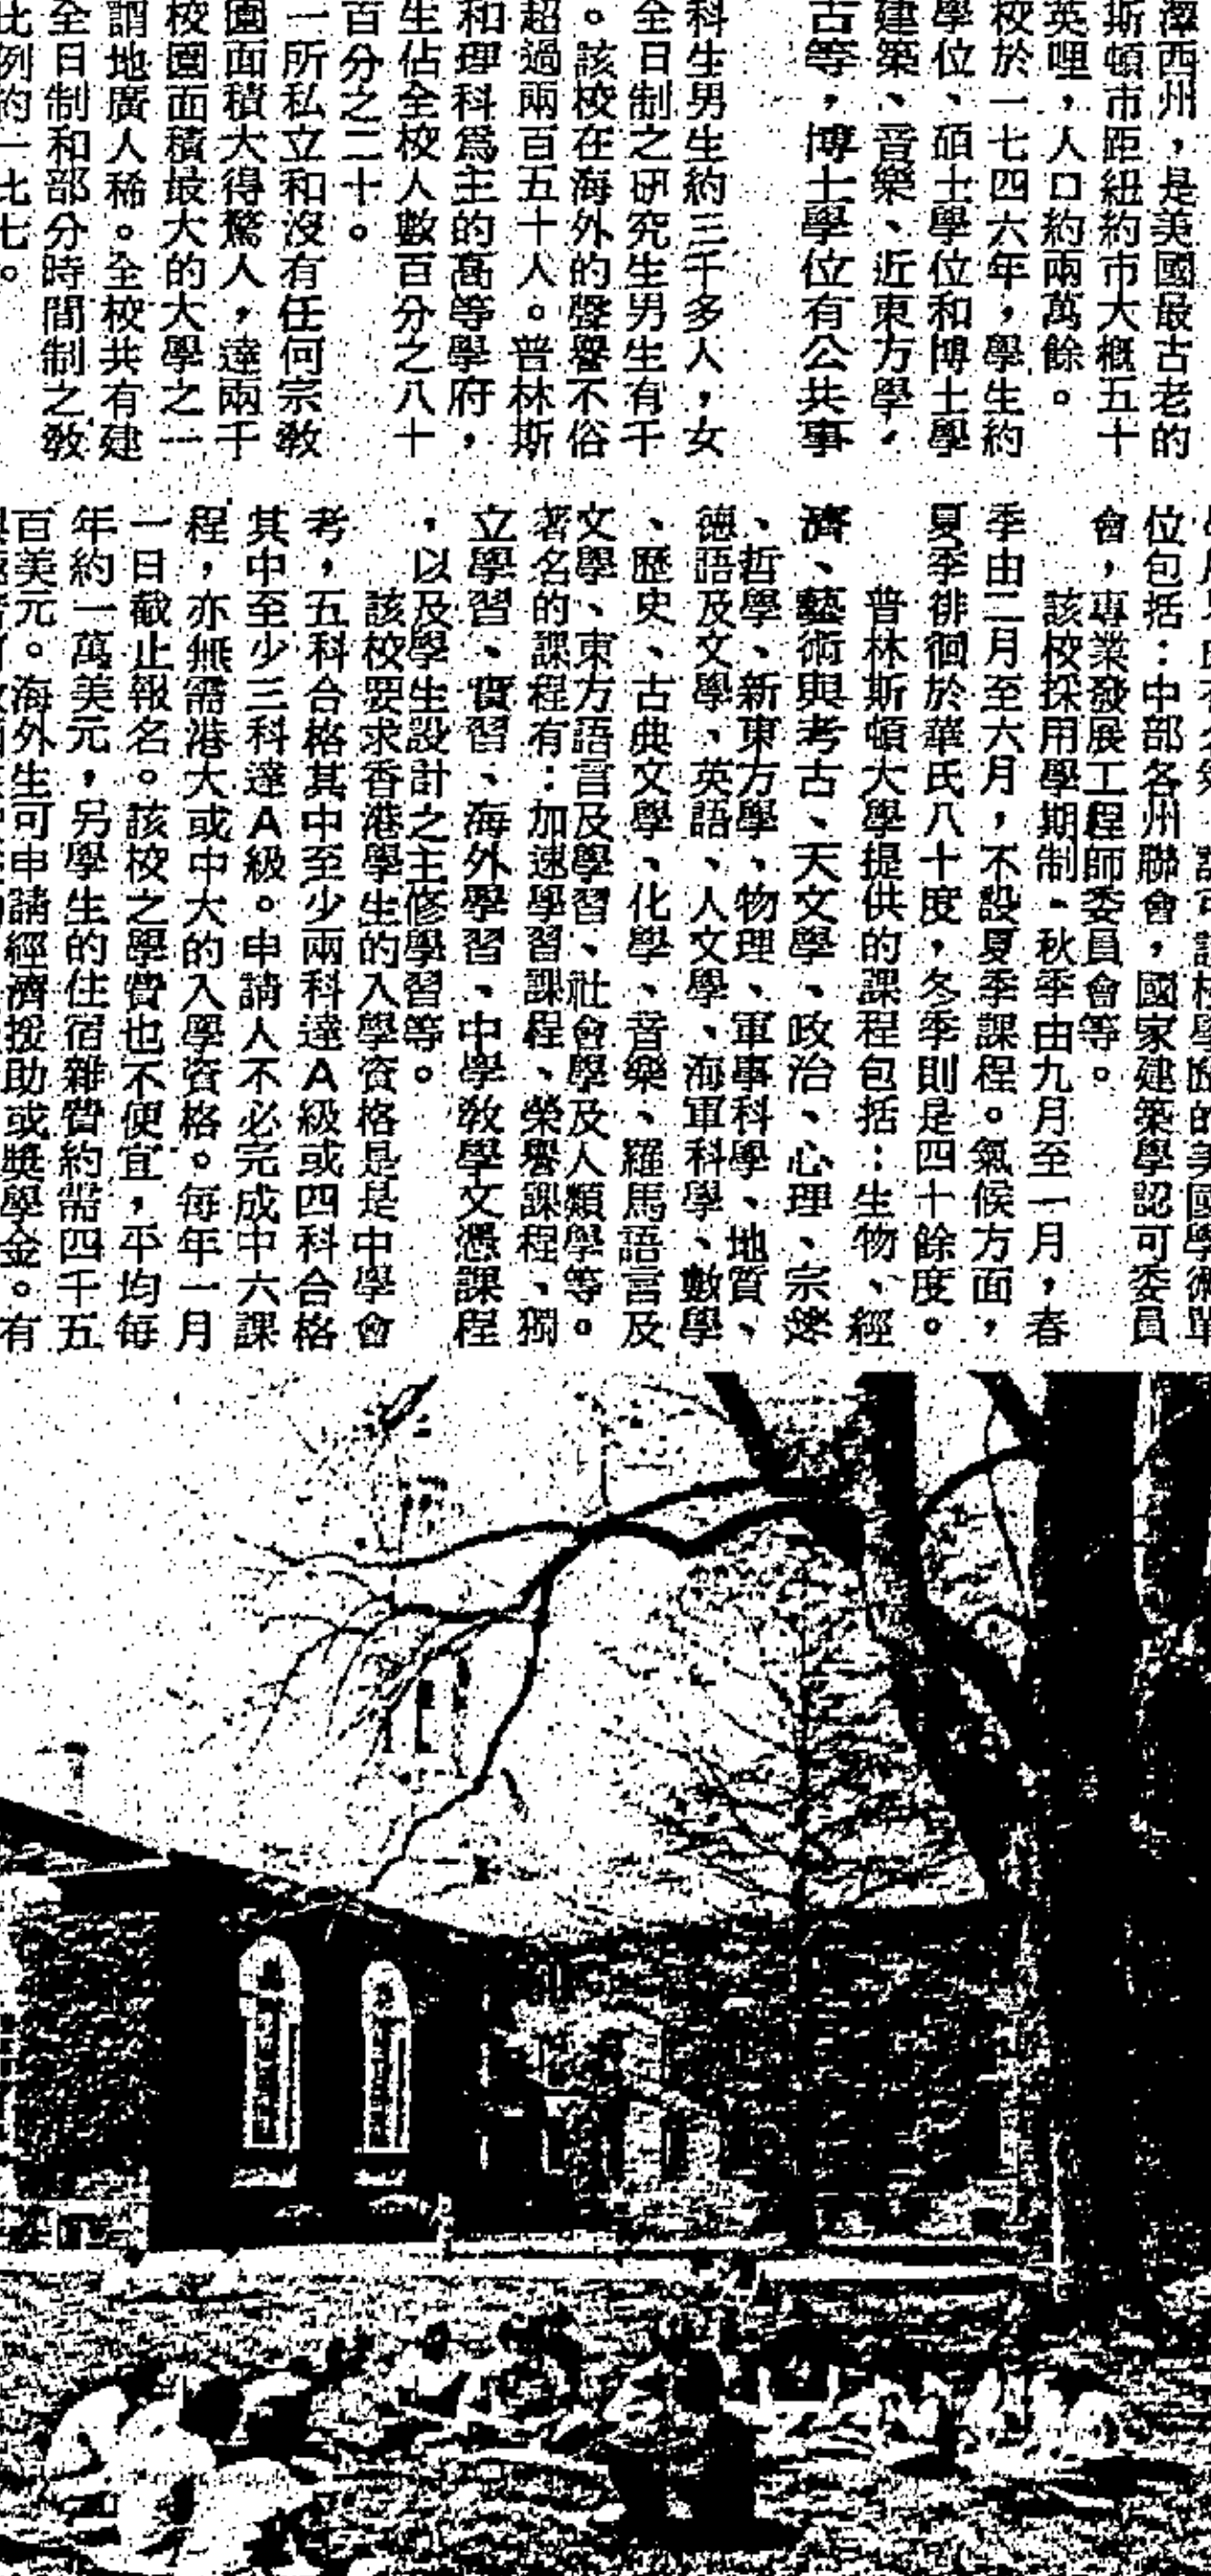 澤西州，是美國最古老的
斯頓市距紐約市大概五十
英哩，人口約兩萬餘。
校於一七四六年，學生約
學位、碩士學位和博士學
建築、音樂、近東方學，
古等，博士學位有公共事
科生男生約三千多人，女
全日制之研究生男生有千
。該校在海外的聲譽不俗
超過兩百五十人。普林斯
和理科爲主的高等學府，
生佔全校人數百分之八十
百分之二十。
一所私立和沒有任何宗教
園面積大得驚人，達兩千
校園面積最大的大學之一
謂地廣人稀。全校共有建
全日制和部分時間制之教
比例約一比七。
位包括：中部各州聯會，國家建築學認可委員
會，專業發展工程師委員會等。
該校採用學期制，秋季由九月至一月，春
季由二月至六月，不設夏季課程。氣候方面，
夏季徘徊於華氏八十度，冬季則是四十餘度。
普林斯頓大學提供的課程包括：生物、經
濟、藝術與考古、天文學、政治、心理、宗教
、哲學、新東方學、物理、軍事科學、地質、
德語及文學、英語、人文學、海軍科學、數學
、歷史、古典文學、化學、音樂、羅馬語言及
文學、東方語言及學習、社會學及人類學等。
著名的課程有：加速學習課程、榮譽課程、獨
立學習、實習、海外學習、中學教學文憑課程
，以及學生設計之主修學習等。
該校要求香港學生的入學資格是是中學會
考，五科合格其中至少兩科達A級或四科合格
其中至少三科達A級。申請人不必完成中六課
程，亦無需港大或中大的入學資格。每年一月
一日截止報名。該校之學費也不便宜，平均每
年約一萬美元，另學生的住宿雜費約需四千五
百美元。海外生可申請經濟援助或獎學金。有